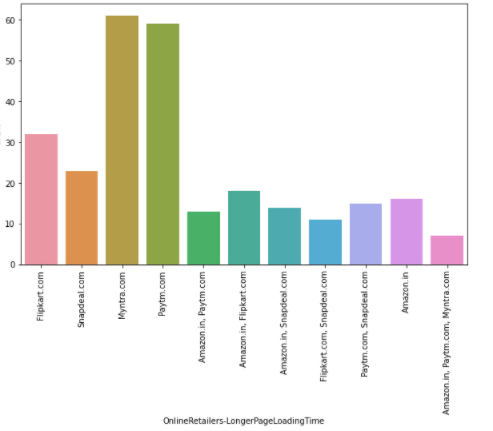 60
50
40
30
20
10
0
Flipkart.com
Snapdeal.com
Myntra.com
Paytm.com
Amazon.in, Paytm.com
Amazon.in, Flipkart.com
Amazon.in, Snapdeal.com
Flipkart.com, Snapdeal.com
Paytm.com, Snapdeal.com
Amazon.in
Amazon.in, Paytm.com, Myntra.com
OnlineRetailers-LongerPageLoadingTime